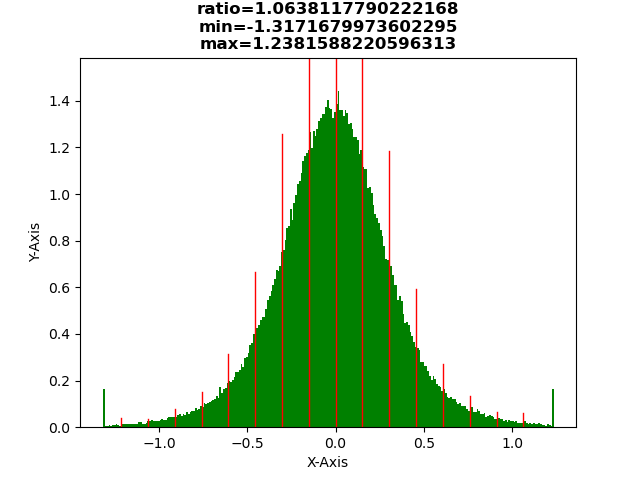 ratio=1.0638117790222168
min=-1.3171679973602295
max=1.2381588220596313
1.4
1.2
1.0
0.8
0.6
0.4
0.2
0.0
Y-Axis
−1.0 −0.5 0.0 0.5 1.0
X-Axis